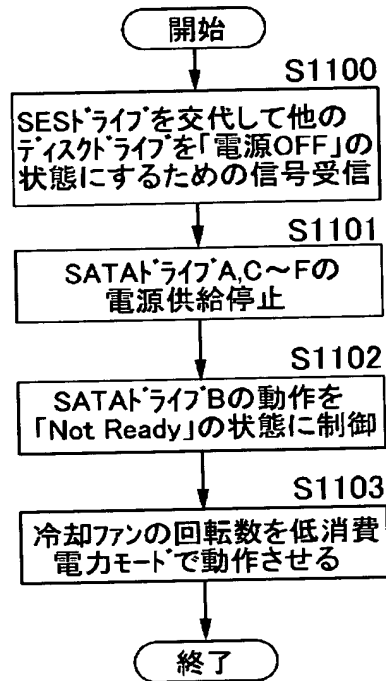 開始
S1100
SESドライブを交代して他の
ディスクドライブを「電源OFF」の
状態にするための信号受信
S1101
SATAドライブA,C~Fの
電源供給停止
S1102
SATAドライブBの動作を
「Not Ready」の状態に制御
S1103
冷却ファンの回転数を低消費
電力モードで動作させる
終了